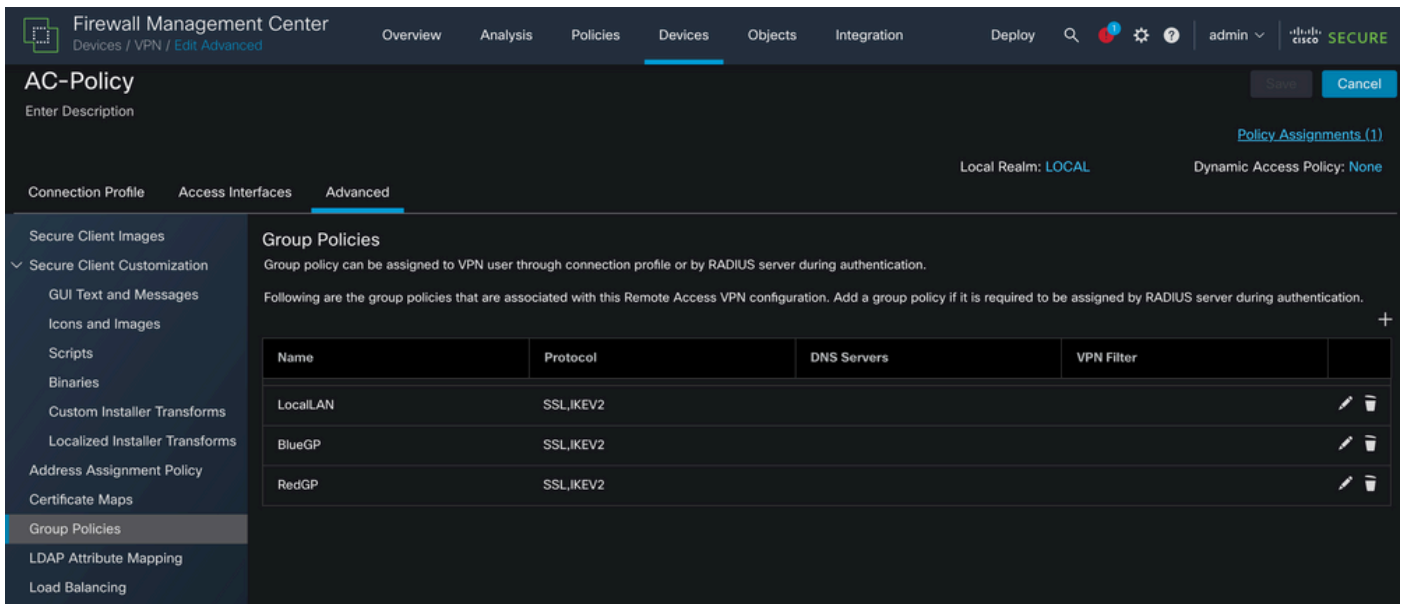 Firewall Management Center
Devices / VPN / Edit Advanced
Overview Analysis Policies Devices Objects Integration Deploy 1 admin cisco SECURE
AC-Policy
Save Cancel
Enter Description
Policy Assignments (1)
Local Realm: LOCAL Dynamic Access Policy: None
Connection Profile Access Interfaces Advanced
Secure Client Images
Secure Client Customization
GUI Text and Messages
Icons and Images
Scripts
Binaries
Custom Installer Transforms
Localized Installer Transforms
Address Assignment Policy
Certificate Maps
Group Policies
LDAP Attribute Mapping
Load Balancing
Group Policies
Group policy can be assigned to VPN user through connection profile or by RADIUS server during authentication.
Following are the group policies that are associated with this Remote Access VPN configuration. Add a group policy if it is required to be assigned by RADIUS server during authentication.
Name Protocol DNS Servers VPN Filter
LocalLAN SSL,IKEV2
BlueGP SSL,IKEV2
RedGP SSL,IKEV2